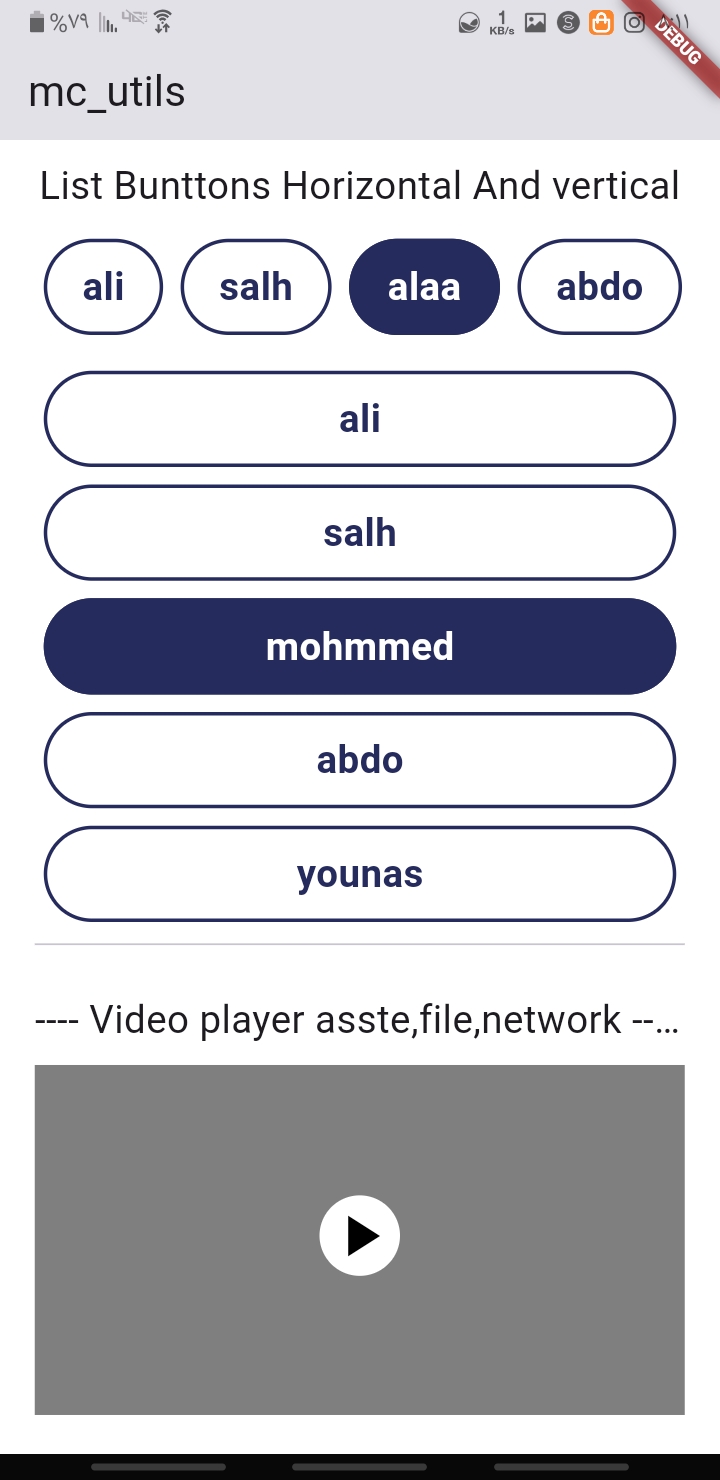 %٧٩ 1 KB/s S
DEBUG
mc_utils
List Bunttons Horizontal And vertical
ali salh alaa abdo
ali
salh
mohmmed
abdo
younas
---- Video player asste,file,network --...